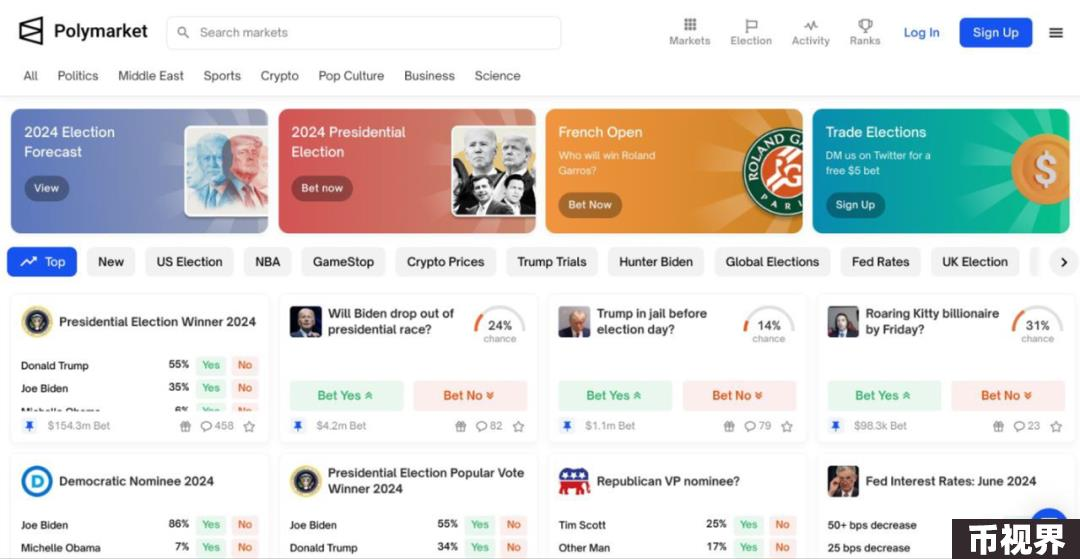 Polymarket
Search markets
Markets
Election
Activity
Ranks
Log In
Sign Up
All
Politics
Middle East
Sports
Crypto
Pop Culture
Business
Science
2024 Election
Forecast
View
2024 Presidential
Election
Bet now
French Open
Who will win Roland
Garros?
Bet Now
ROLAND GA
PARI
Trade Elections
DM us on Twitter for a
free $5 bet
Sign Up
$
Top
New
US Election
NBA
GameStop
Crypto Prices
Trump Trials
Hunter Biden
Global Elections
Fed Rates
UK Election
Presidential Election Winner 2024
Donald Trump 55% Yes No
Joe Biden 35% Yes No
Michelle Obama 6% Yes No
$154.3m Bet
458
Will Biden drop out of
presidential race?
24%
chance
Bet Yes
Bet No
$4.2m Bet
82
Trump in jail before
election day?
14%
chance
Bet Yes
Bet No
$1.1m Bet
79
Roaring Kitty billionaire
by Friday?
31%
chance
Bet Yes
Bet No
$98.3k Bet
23
Democratic Nominee 2024
Joe Biden 86% Yes No
Michelle Obama 7% Yes No
Presidential Election Popular Vote
Winner 2024
Joe Biden 55% Yes No
Donald Trump 34% Yes No
Republican VP nominee?
Tim Scott 25% Yes No
Other Man 17% Yes No
Fed Interest Rates: June 2024
50+ bps decrease
25 bps decrease
币视界